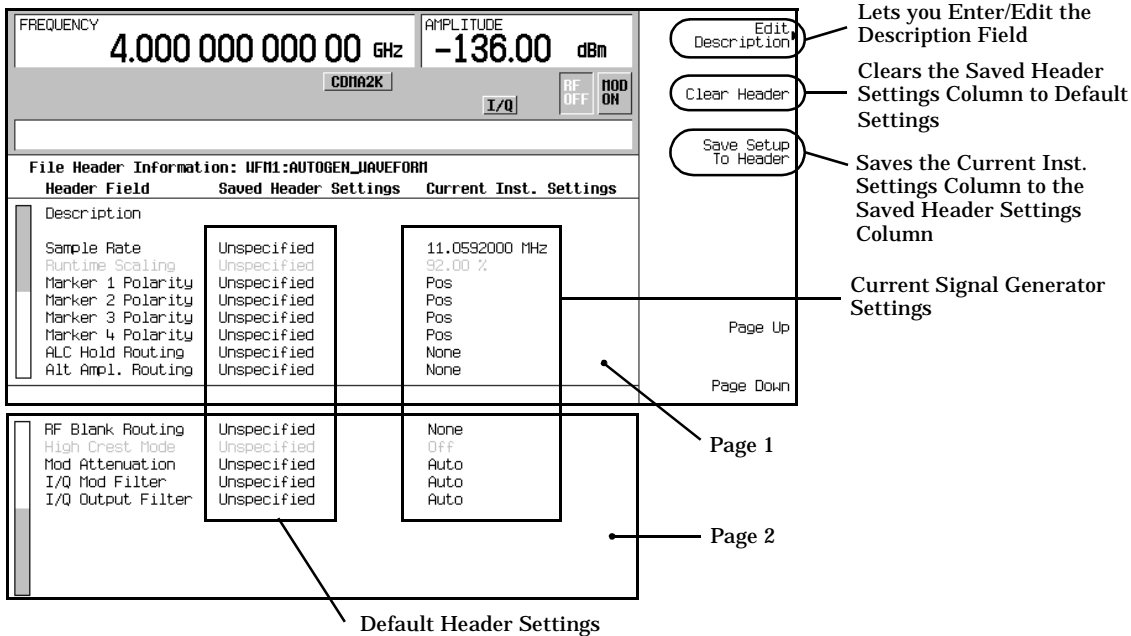 FREQUENCY
4.000 000 000 00 GHz
AMPLITUDE
-136.00 dBm
CDMA2K
I/Q
RF OFF
MOD ON
File Header Information: WFM1:AUTOGEN_WAVEFORM
Header Field Saved Header Settings Current Inst. Settings
Description
Sample Rate Unspecified 11.0592000 MHz
Runtime Scaling Unspecified 92.00 %
Marker 1 Polarity Unspecified Pos
Marker 2 Polarity Unspecified Pos
Marker 3 Polarity Unspecified Pos
Marker 4 Polarity Unspecified Pos
ALC Hold Routing Unspecified None
Alt Ampl. Routing Unspecified None
RF Blank Routing Unspecified None
High Crest Mode Unspecified Off
Mod Attenuation Unspecified Auto
I/Q Mod Filter Unspecified Auto
I/Q Output Filter Unspecified Auto
Edit
Description
Clear Header
Save Setup
To Header
Page Up
Page Down
Lets you Enter/Edit the
Description Field
Clears the Saved Header
Settings Column to Default
Settings
Saves the Current Inst.
Settings Column to the
Saved Header Settings
Column
Current Signal Generator
Settings
Page 1
Page 2
Default Header Settings